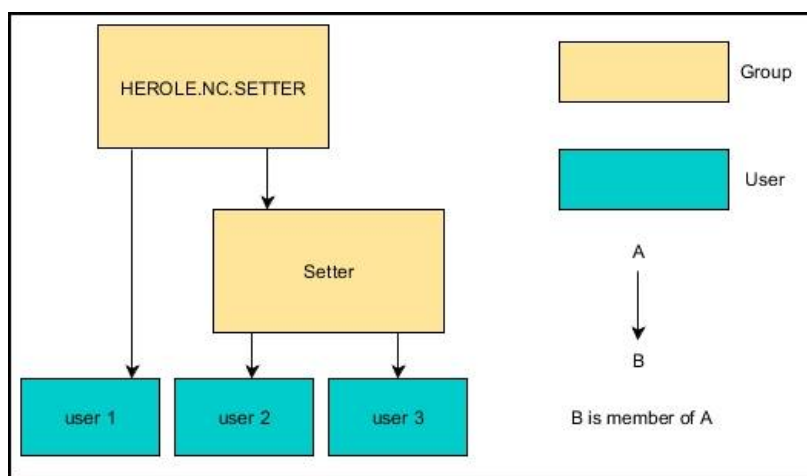 HEROLE.NC.SETTER
Group
User
Setter
A
B
user 1
user 2
user 3
B is member of A